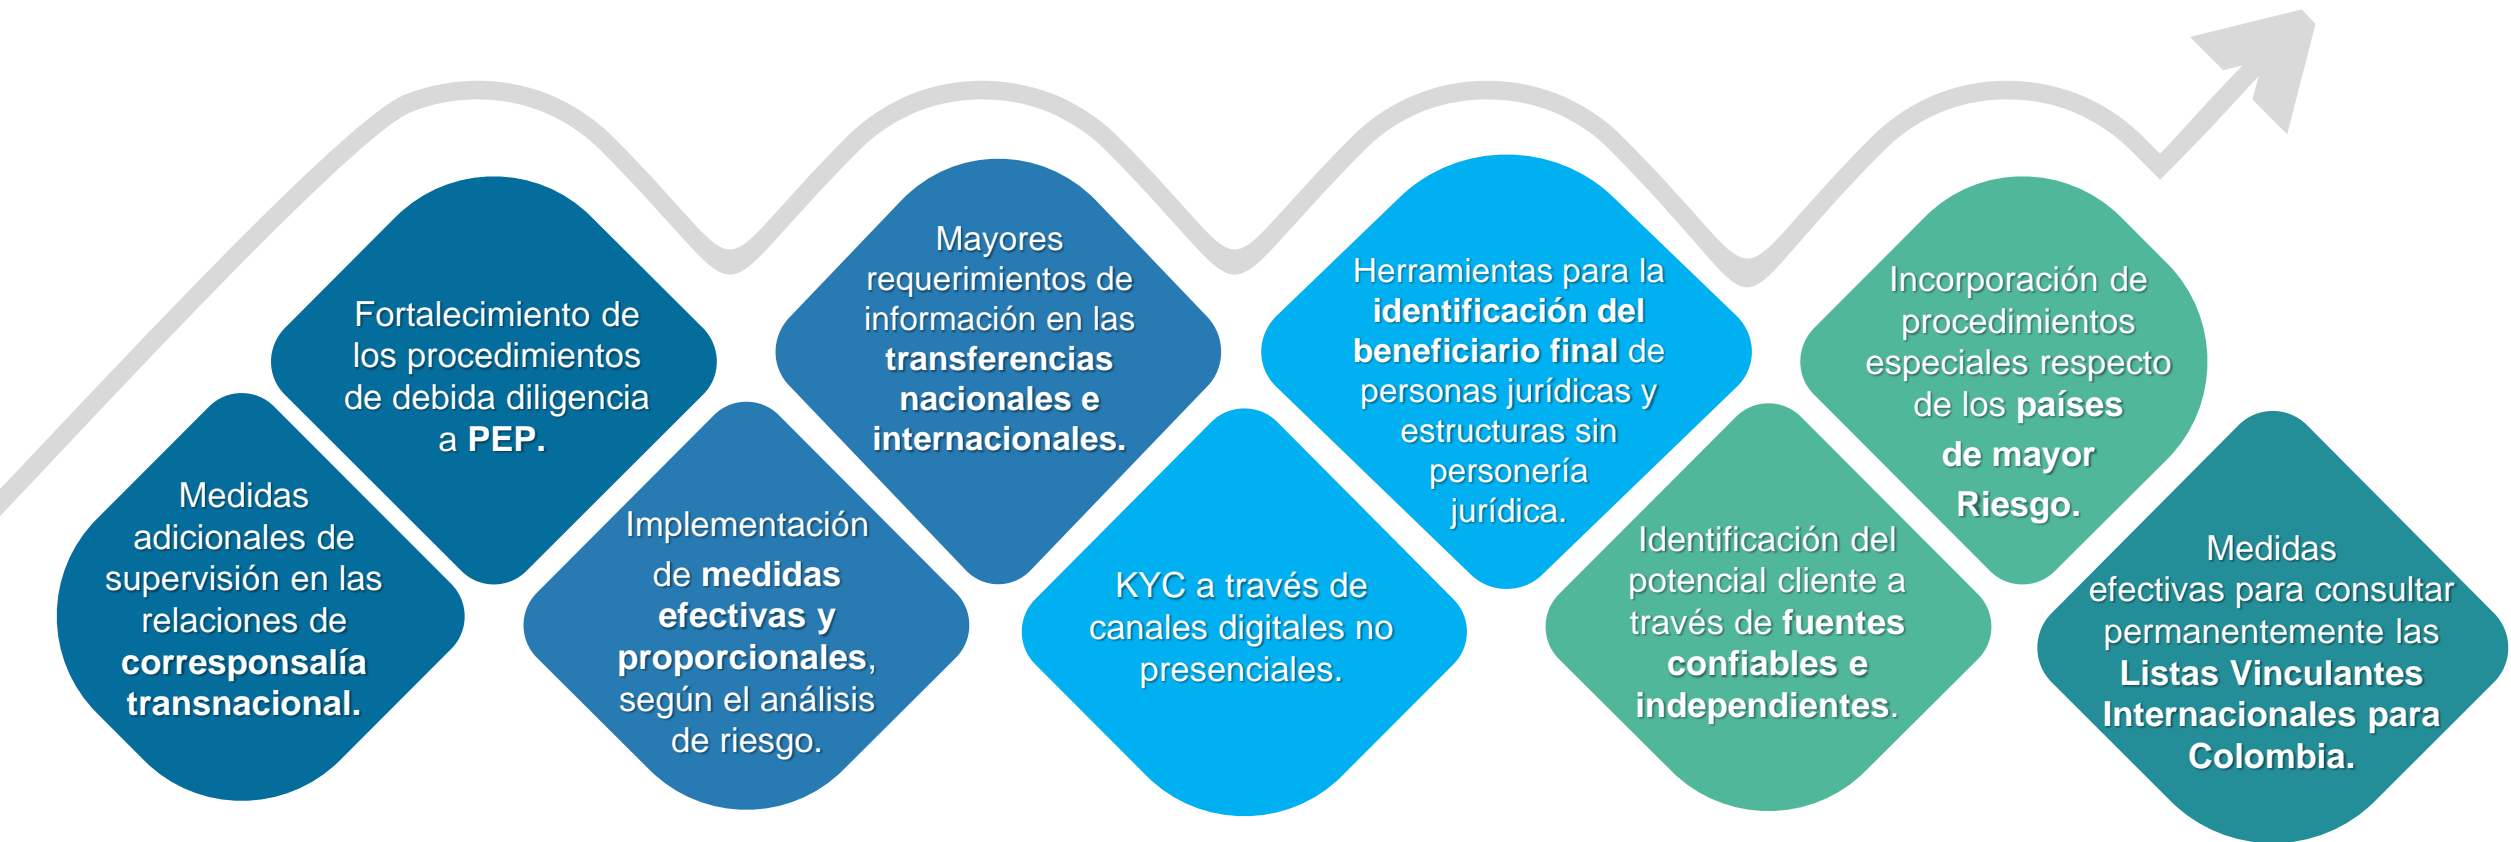 Medidas
adicionales de
supervisión en las
relaciones de
corresponsalía
transnacional.
Fortalecimiento de
los procedimientos
de debida diligencia
a PEP.
Implementación
de medidas
efectivas y
proporcionales,
según el análisis
de riesgo.
Mayores
requerimientos de
información en las
transferencias
nacionales e
internacionales.
KYC a través de
canales digitales no
presenciales.
Herramientas para la
identificación del
beneficiario final de
personas jurídicas y
estructuras sin
personería
jurídica.
Identificación del
potencial cliente a
través de fuentes
confiables e
independientes.
Incorporación de
procedimientos
especiales respecto
de los países
de mayor
Riesgo.
Medidas
efectivas para consultar
permanentemente las
Listas Vinculantes
Internacionales para
Colombia.